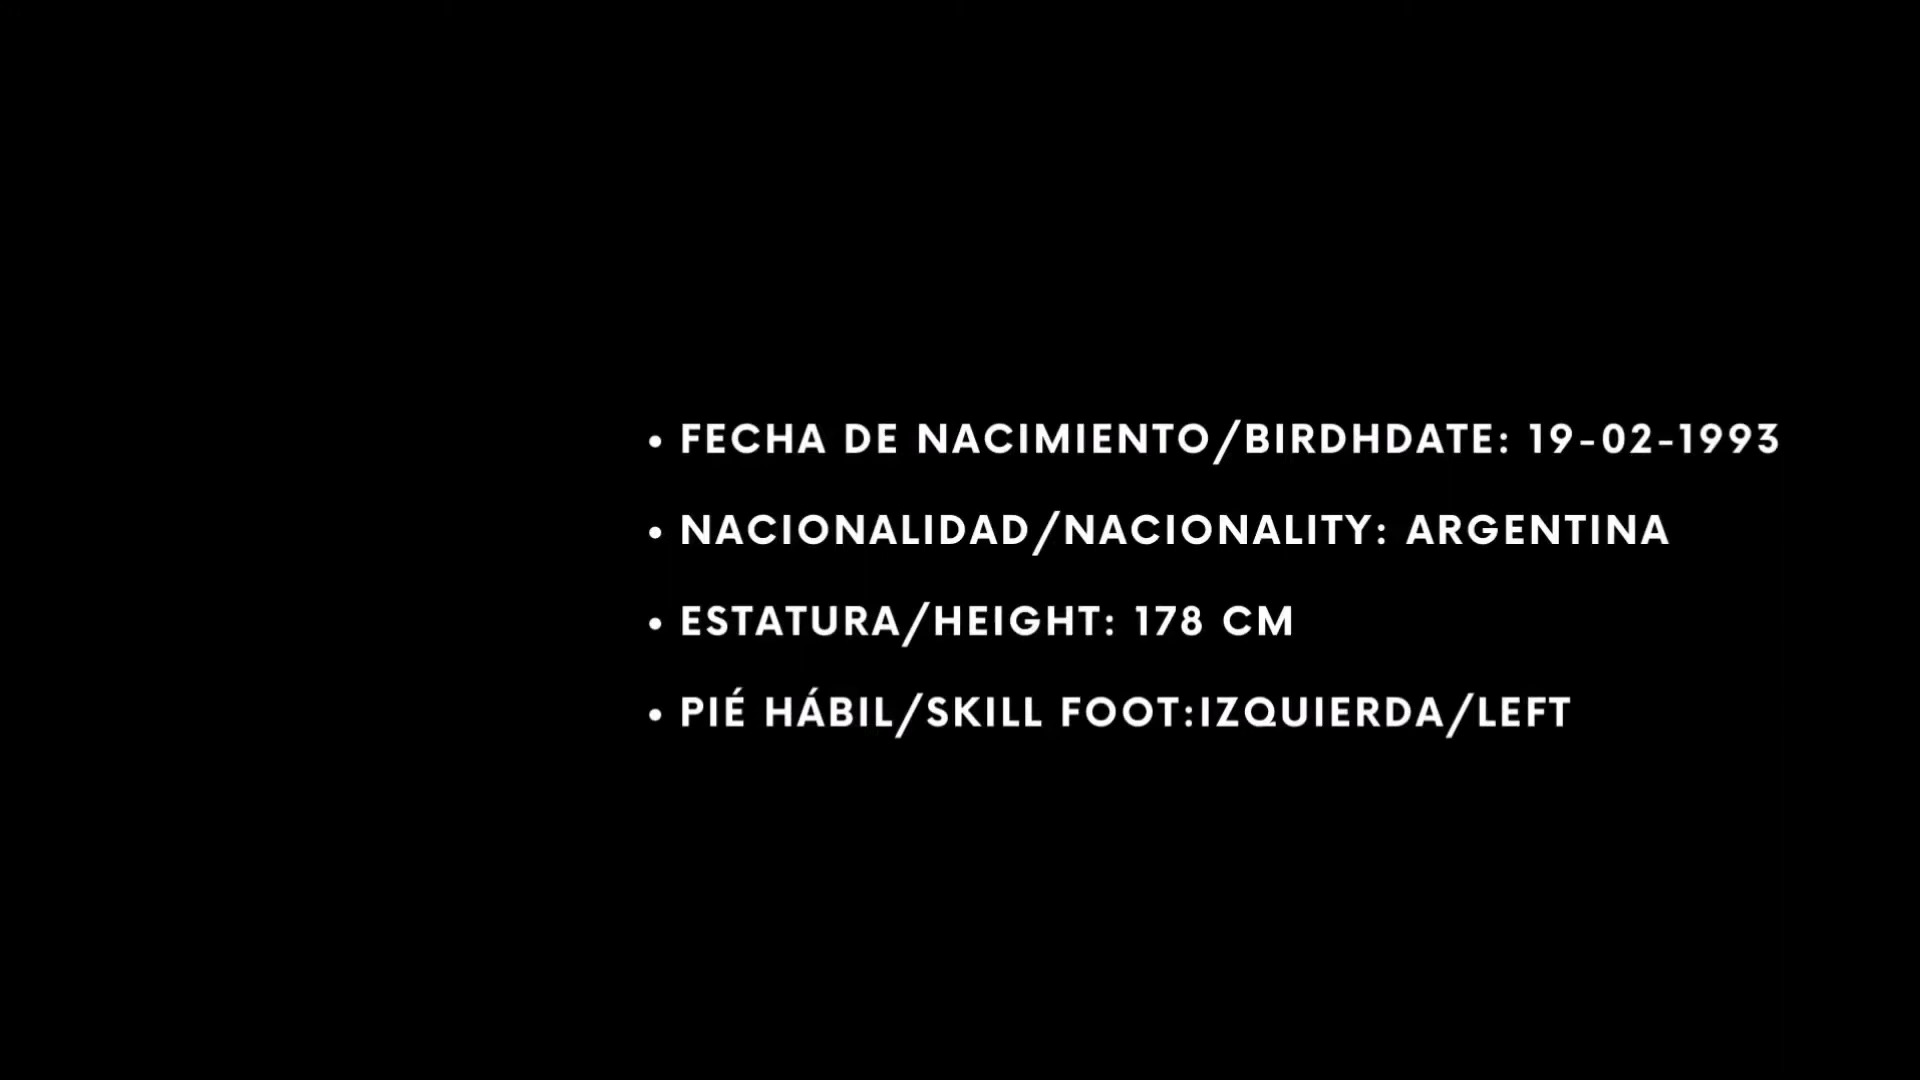 • FECHA DE NACIMIENTO/BIRDHDATE: 19-02-1993
• NACIONALIDAD/NACIONALITY: ARGENTINA
• ESTATURA/HEIGHT: 178 CM
• PIÉ HÁBIL/SKILL FOOT:IZQUIERDA/LEFT